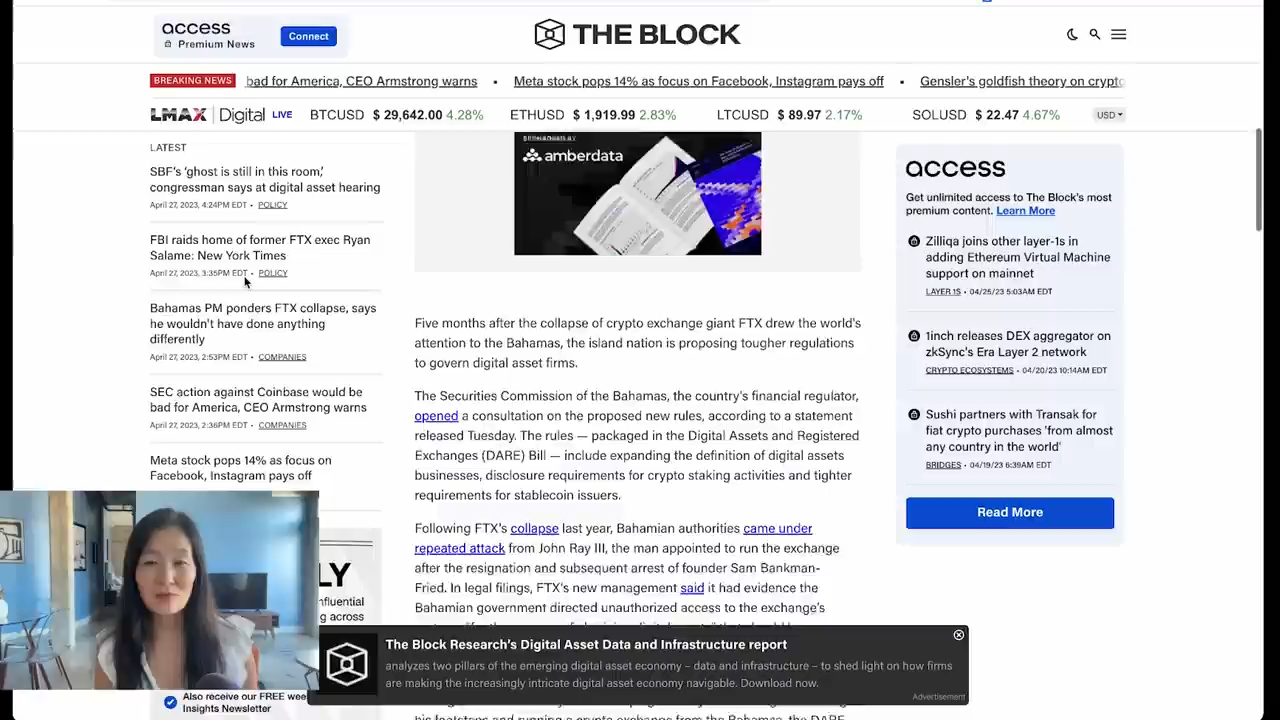 access
Premium News
Connect
THE BLOCK
BREAKING NEWS
bad for America, CEO Armstrong warns • Meta stock pops 14% as focus on Facebook, Instagram pays off • Gensler's goldfish theory on crypto
LMAX Digital LIVE BTCUSD $ 29,642.00 4.28% ETHUSD $ 1,919.99 2.83% LTCUSD $ 89.97 2.17% SOLUSD $ 22.47 4.67% USD
LATEST
SBF's 'ghost is still in this room,'
congressman says at digital asset hearing
April 27, 2023, 4:24PM EDT • POLICY
FBI raids home of former FTX exec Ryan
Salame: New York Times
April 27, 2023, 3:35PM EDT • POLICY
Bahamas PM ponders FTX collapse, says
he wouldn't have done anything
differently
April 27, 2023, 2:53PM EDT • COMPANIES
SEC action against Coinbase would be
bad for America, CEO Armstrong warns
April 27, 2023, 2:36PM EDT • COMPANIES
Meta stock pops 14% as focus on
Facebook, Instagram pays off
LY
nfluential
ng across
Also receive our FREE wee
Insights Newsletter
amberdata
Five months after the collapse of crypto exchange giant FTX drew the world's
attention to the Bahamas, the island nation is proposing tougher regulations
to govern digital asset firms.
The Securities Commission of the Bahamas, the country's financial regulator,
opened a consultation on the proposed new rules, according to a statement
released Tuesday. The rules — packaged in the Digital Assets and Registered
Exchanges (DARE) Bill — include expanding the definition of digital assets
businesses, disclosure requirements for crypto staking activities and tighter
requirements for stablecoin issuers.
Following FTX's collapse last year, Bahamian authorities came under
repeated attack from John Ray III, the man appointed to run the exchange
after the resignation and subsequent arrest of founder Sam Bankman-
Fried. In legal filings, FTX's new management said it had evidence the
Bahamian government directed unauthorized access to the exchange's
The Block Research's Digital Asset Data and Infrastructure report
analyzes two pillars of the emerging digital asset economy – data and infrastructure – to shed light on how firms
are making the increasingly intricate digital asset economy navigable. Download now.
Advertisement
his footsteps and running a crypto exchange from the Bahamas, the DARE
access
Get unlimited access to The Block's most
premium content. Learn More
Zilliqa joins other layer-1s in
adding Ethereum Virtual Machine
support on mainnet
LAYER 1S • 04/25/23 5:03AM EDT
1inch releases DEX aggregator on
zkSync's Era Layer 2 network
CRYPTO ECOSYSTEMS • 04/20/23 10:14AM EDT
Sushi partners with Transak for
fiat crypto purchases 'from almost
any country in the world'
BRIDGES • 04/19/23 6:39AM EDT
Read More